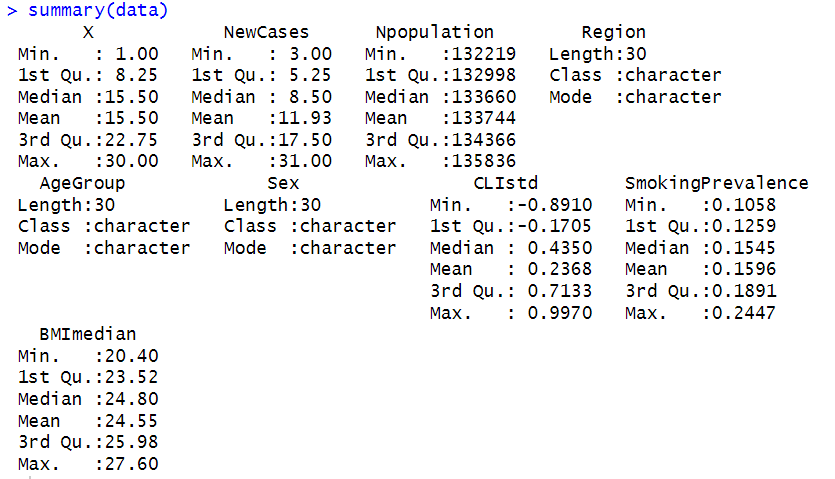 > summary(data)
       X            NewCases       Npopulation        Region
 Min.   : 1.00   Min.   : 3.00   Min.   :132219   Length:30
 1st Qu.: 8.25   1st Qu.: 5.25   1st Qu.:132998   Class :character
 Median :15.50   Median : 8.50   Median :133660   Mode  :character
 Mean   :15.50   Mean   :11.93   Mean   :133744
 3rd Qu.:22.75   3rd Qu.:17.50   3rd Qu.:134366
 Max.   :30.00   Max.   :31.00   Max.   :135836
   AgeGroup             Sex                CLIstd        SmokingPrevalence
 Length:30          Length:30          Min.   :-0.8910   Min.   :0.1058
 Class :character   Class :character   1st Qu.:-0.1705   1st Qu.:0.1259
 Mode  :character   Mode  :character   Median : 0.4350   Median :0.1545
                                       Mean   : 0.2368   Mean   :0.1596
                                       3rd Qu.: 0.7133   3rd Qu.:0.1891
                                       Max.   : 0.9970   Max.   :0.2447
   BMImedian
 Min.   :20.40
 1st Qu.:23.52
 Median :24.80
 Mean   :24.55
 3rd Qu.:25.98
 Max.   :27.60